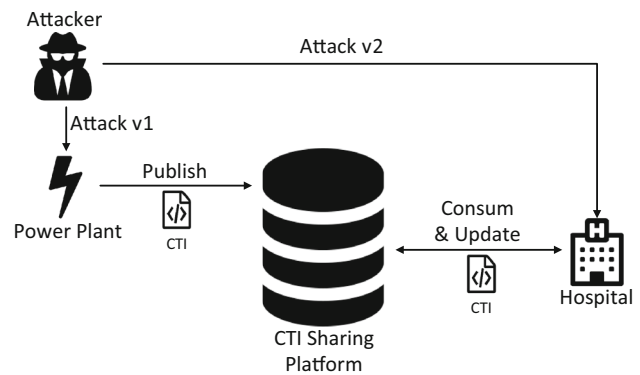 Attacker
Attack v2
Attack v1
Publish
CTI
Power Plant
Consum
& Update
CTI
H
Hospital
CTI Sharing
Platform